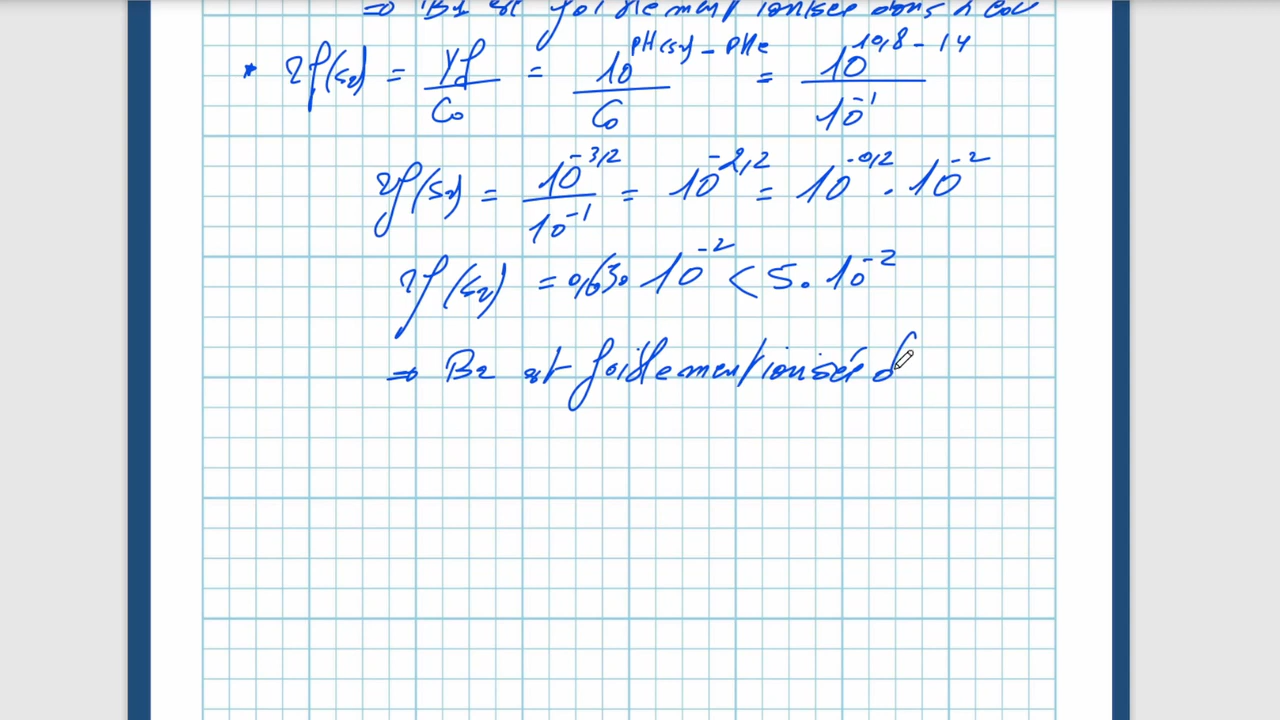 ⇒ B1 est faiblement ionisée dans l'eau
* τf(S2) = yf/C0 = 10^(pH(S2) - pKe)/C0 = 10^(10,8 - 14)/10^-1
τf(S2) = 10^-3,2/10^-1 = 10^-2,2 = 10^-0,2 . 10^-2
τf(S2) = 0,63. 10^-2 < 5. 10^-2
⇒ B2 est faiblement ionisée d